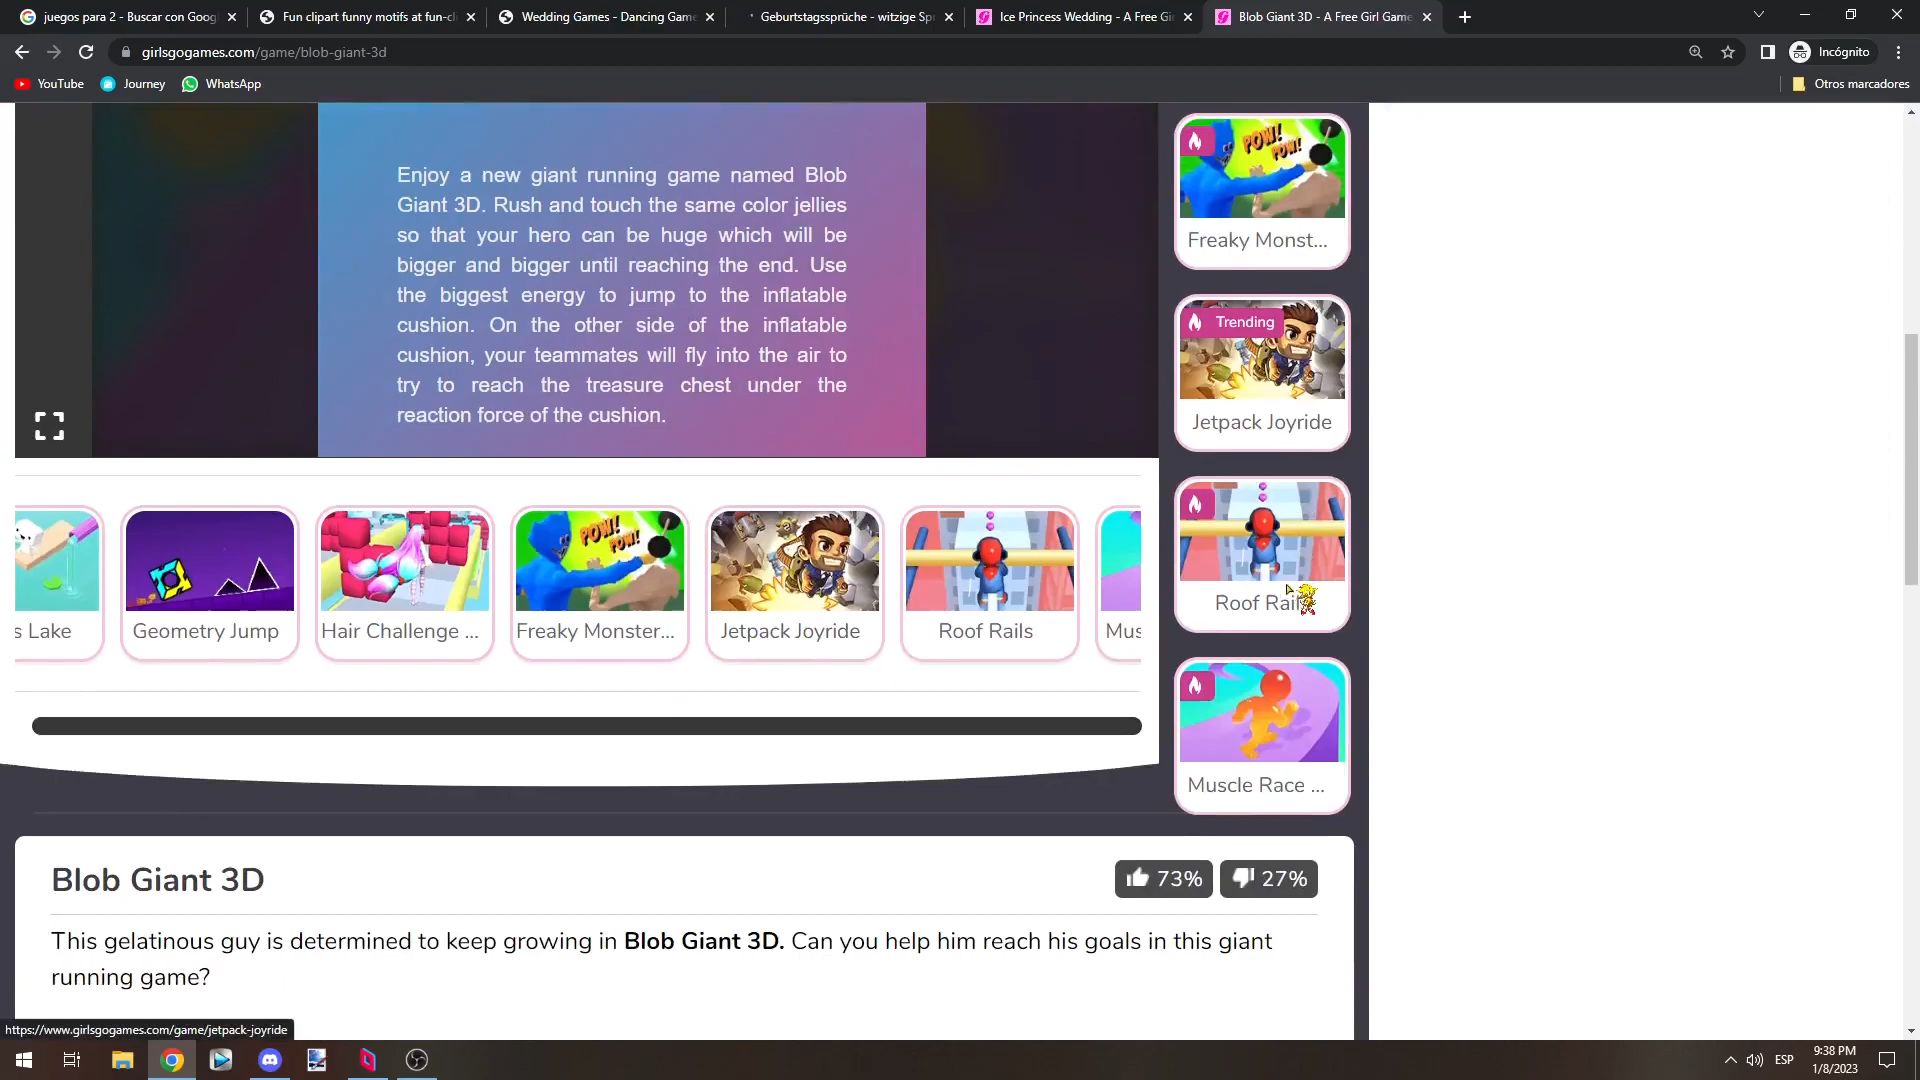 juegos para 2 - Buscar con Goog
Fun clipart funny motifs at fun-cl
Wedding Games - Dancing Game
Geburtstagssprüche - witzige Sp
Ice Princess Wedding - A Free Gi
Blob Giant 3D - A Free Girl Game
girlsgogames.com/game/blob-giant-3d
Incógnito
YouTube
Journey
WhatsApp
Otros marcadores
Enjoy a new giant running game named Blob
Giant 3D. Rush and touch the same color jellies
so that your hero can be huge which will be
bigger and bigger until reaching the end. Use
the biggest energy to jump to the inflatable
cushion. On the other side of the inflatable
cushion, your teammates will fly into the air to
try to reach the treasure chest under the
reaction force of the cushion.
POW!
POW!
Freaky Monst...
Trending
Jetpack Joyride
Roof Rails
Muscle Race ...
s Lake
Geometry Jump
Hair Challenge ...
POW!
POW!
Freaky Monster...
Jetpack Joyride
Roof Rails
Mus
Blob Giant 3D
73%
27%
This gelatinous guy is determined to keep growing in Blob Giant 3D. Can you help him reach his goals in this giant
running game?
https://www.girlsgogames.com/game/jetpack-joyride
ESP
9:38 PM
1/8/2023